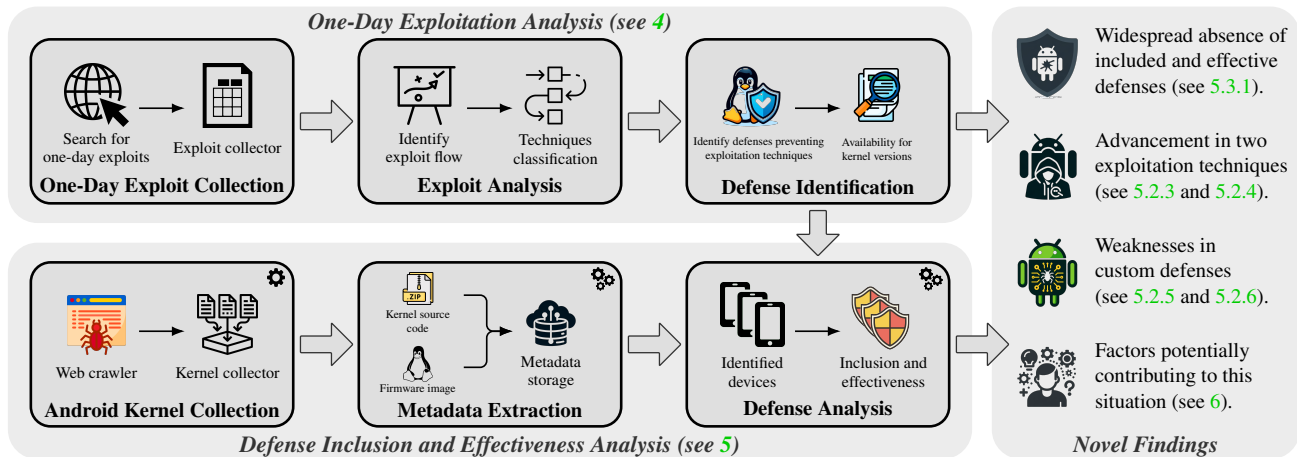 One-Day Exploitation Analysis (see 4)
Search for
one-day exploits
Exploit collector
One-Day Exploit Collection
Identify
exploit flow
Techniques
classification
Exploit Analysis
Identify defenses preventing
exploitation techniques
Availability for
kernel versions
Defense Identification
Web crawler
Kernel collector
Android Kernel Collection
ZIP
Kernel source
code
Firmware image
Metadata
storage
Metadata Extraction
Identified
devices
Inclusion and
effectiveness
Defense Analysis
Defense Inclusion and Effectiveness Analysis (see 5)
Widespread absence of
included and effective
defenses (see 5.3.1).
Advancement in two
exploitation techniques
(see 5.2.3 and 5.2.4).
Weaknesses in
custom defenses
(see 5.2.5 and 5.2.6).
Factors potentially
contributing to this
situation (see 6).
Novel Findings